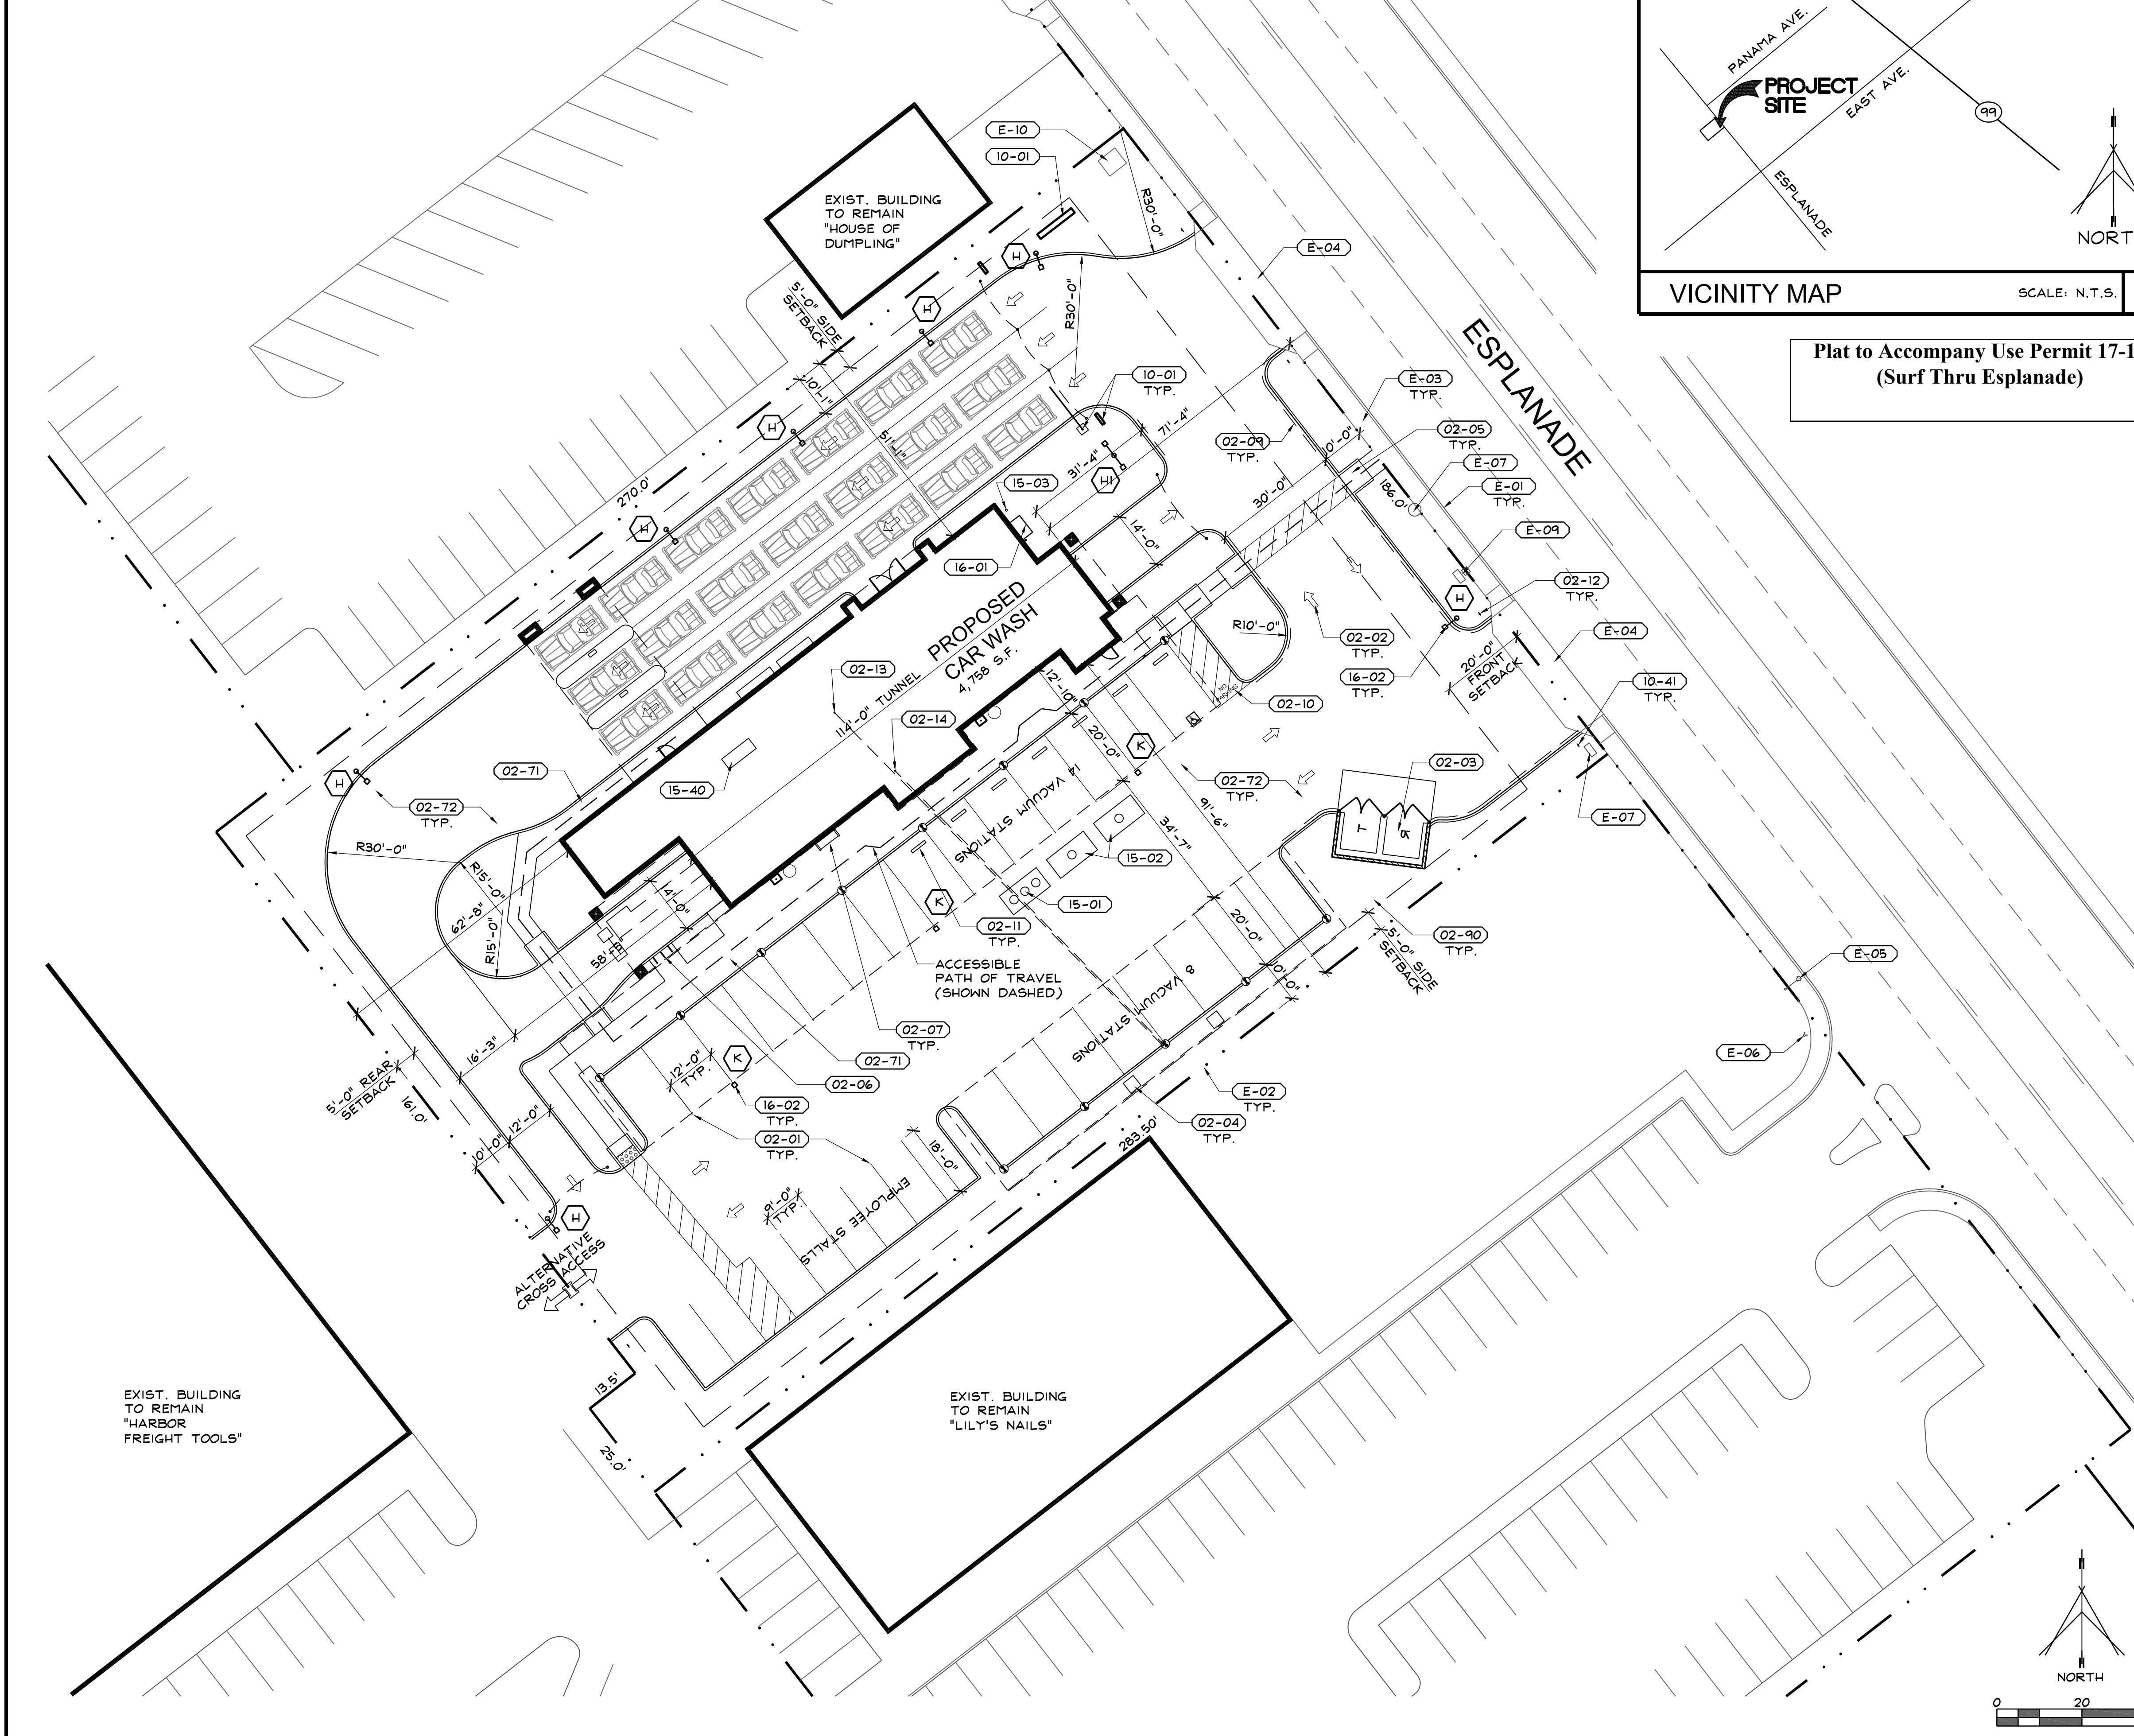 PANAMA AVE.
PROJECT
SITE
EAST AVE.
99
ESPLANADE
NORT
VICINITY MAP
SCALE: N.T.S.
Plat to Accompany Use Permit 17-1
(Surf Thru Esplanade)
E-10
10-01
EXIST. BUILDING
TO REMAIN
"HOUSE OF
DUMPLING"
R30'-0"
H
E-04
5'-0" SIDE
SETBACK
H
R30'-0"
ESPLANADE
10'-1"
51'-1"
10-01
TYP.
71'-4"
E-03
TYP.
H
02-09
TYP.
02-05
TYP.
E-07
270.0'
31'-4"
H1
15-03
30'-0"
186.0'
E-01
TYP.
H
14'-0"
E-09
16-01
02-12
TYP.
H
PROPOSED
CAR WASH
4,758 S.F.
R10'-0"
02-02
TYP.
E-04
16-02
TYP.
20'-0"
FRONT
SETBACK
02-13
114'-0" TUNNEL
12'-10"
NO
PARKING
02-10
10-41
TYP.
02-14
20'-0"
K
02-71
15-40
02-72
TYP.
02-03
H
02-72
TYP.
14 VACUUM STATIONS
91'-6"
T
E-07
R30'-0"
R15'-0"
34'-7"
15-02
62'-8"
R15'-0"
K
15-01
02-11
TYP.
20'-0"
02-90
TYP.
5'-0" SIDE
SETBACK
E-05
ACCESSIBLE
PATH OF TRAVEL
(SHOWN DASHED)
10'-0"
8 VACUUM STATIONS
16'-3"
02-07
TYP.
E-06
5'-0" REAR
SETBACK
161.0'
12'-0"
TYP.
K
02-71
02-06
E-02
TYP.
16-02
TYP.
02-04
TYP.
12'-0"
10'-0"
02-01
TYP.
18'-0"
283.50'
9'-0"
TYP.
EMPLOYEE STALLS
H
ALTERNATIVE
CROSS ACCESS
13.5'
25.0'
EXIST. BUILDING
TO REMAIN
"HARBOR
FREIGHT TOOLS"
EXIST. BUILDING
TO REMAIN
"LILY'S NAILS"
NORTH
0 20